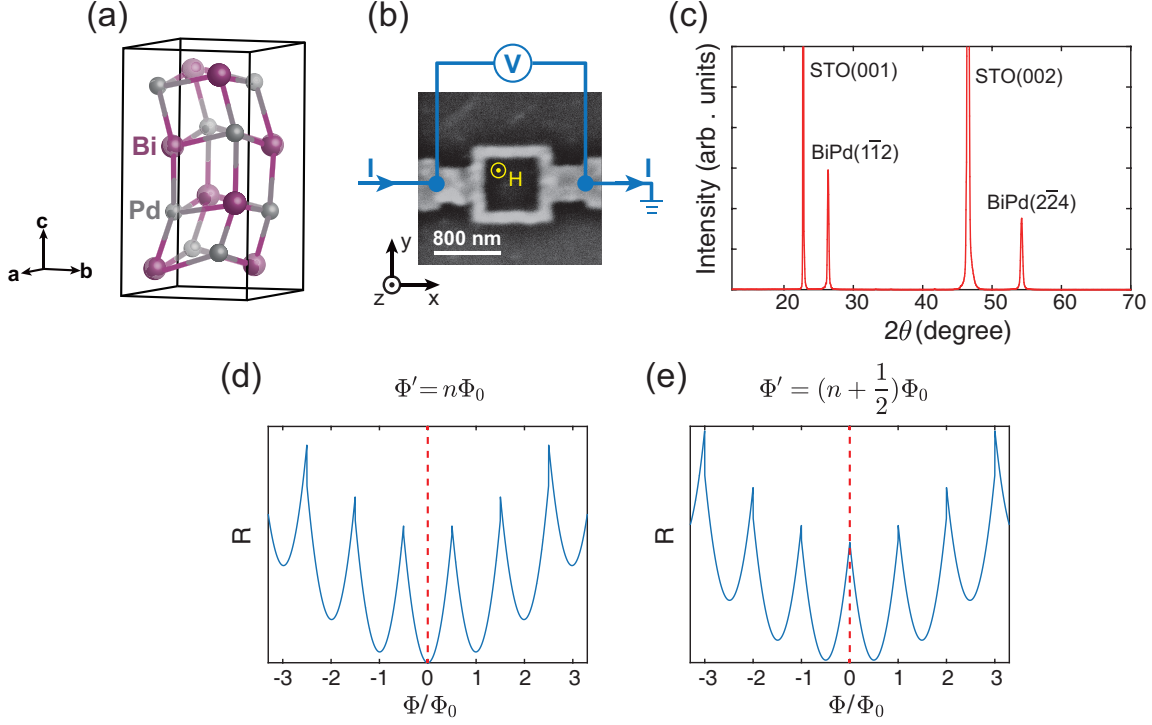 (a)
Bi
Pd
c
a
b
(b)
V
I
I
H
800 nm
y
z
x
(c)
Intensity (arb . units)
STO(001)
BiPd(11̅2)
STO(002)
BiPd(22̅4)
20 30 40 50 60 70
2θ (degree)
(d)
Φ′ = nΦ₀
R
-3 -2 -1 0 1 2 3
Φ/Φ₀
(e)
Φ′ = (n + 1/2)Φ₀
R
-3 -2 -1 0 1 2 3
Φ/Φ₀